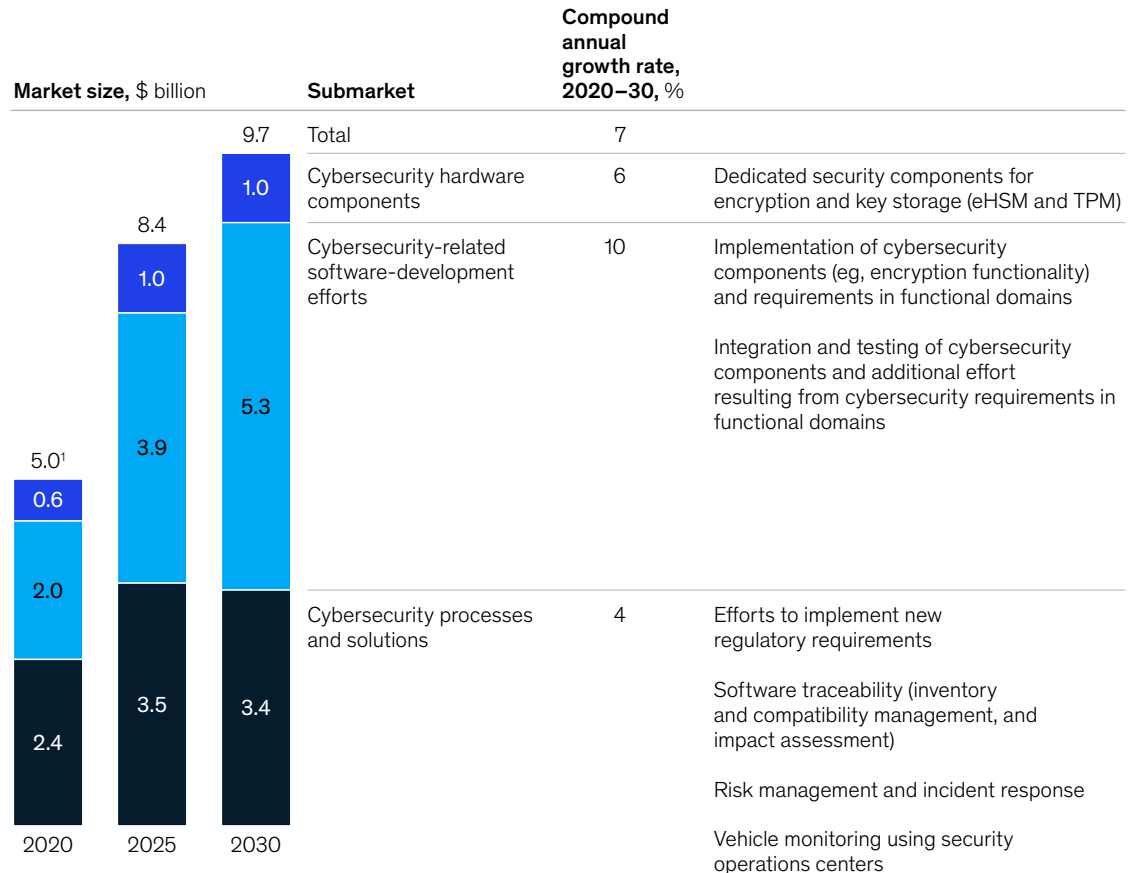 Compound
annual
growth rate,
Market size, $ billion Submarket 2020–30, %
9.7 Total 7
1.0 Cybersecurity hardware 6 Dedicated security components for
components encryption and key storage (eHSM and TPM)
8.4
Cybersecurity-related 10 Implementation of cybersecurity
software-development components (eg, encryption functionality)
efforts and requirements in functional domains
1.0
Integration and testing of cybersecurity
components and additional effort
resulting from cybersecurity requirements in
functional domains
5.3
3.9
5.0¹
0.6
2.0
Cybersecurity processes 4 Efforts to implement new
and solutions regulatory requirements
Software traceability (inventory
and compatibility management, and
impact assessment)
2.4 3.5 3.4
Risk management and incident response
Vehicle monitoring using security
operations centers
2020 2025 2030